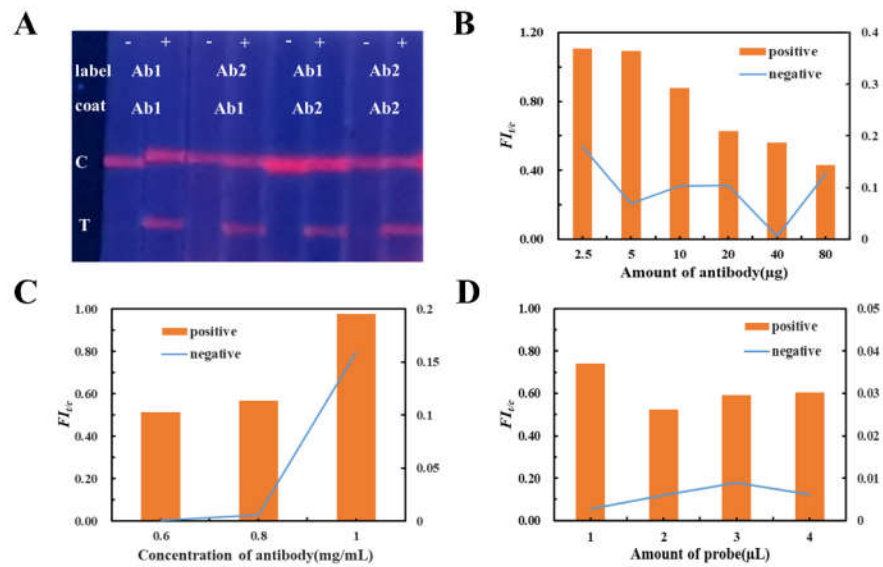 A
- + - + - + - +
label Ab1 Ab2 Ab1 Ab2
coat Ab1 Ab1 Ab2 Ab2
C
T
B
1.20
0.80
0.40
0.00
FIt/c
positive
negative
0.4
0.3
0.2
0.1
0
2.5 5 10 20 40 80
Amount of antibody(μg)
C
1.00
0.80
0.60
0.40
0.20
0.00
FIt/c
positive
negative
0.2
0.15
0.1
0.05
0
0.6 0.8 1
Concentration of antibody(mg/mL)
D
1.00
0.80
0.60
0.40
0.20
0.00
FIt/c
positive
negative
0.05
0.04
0.03
0.02
0.01
0
1 2 3 4
Amount of probe(μL)